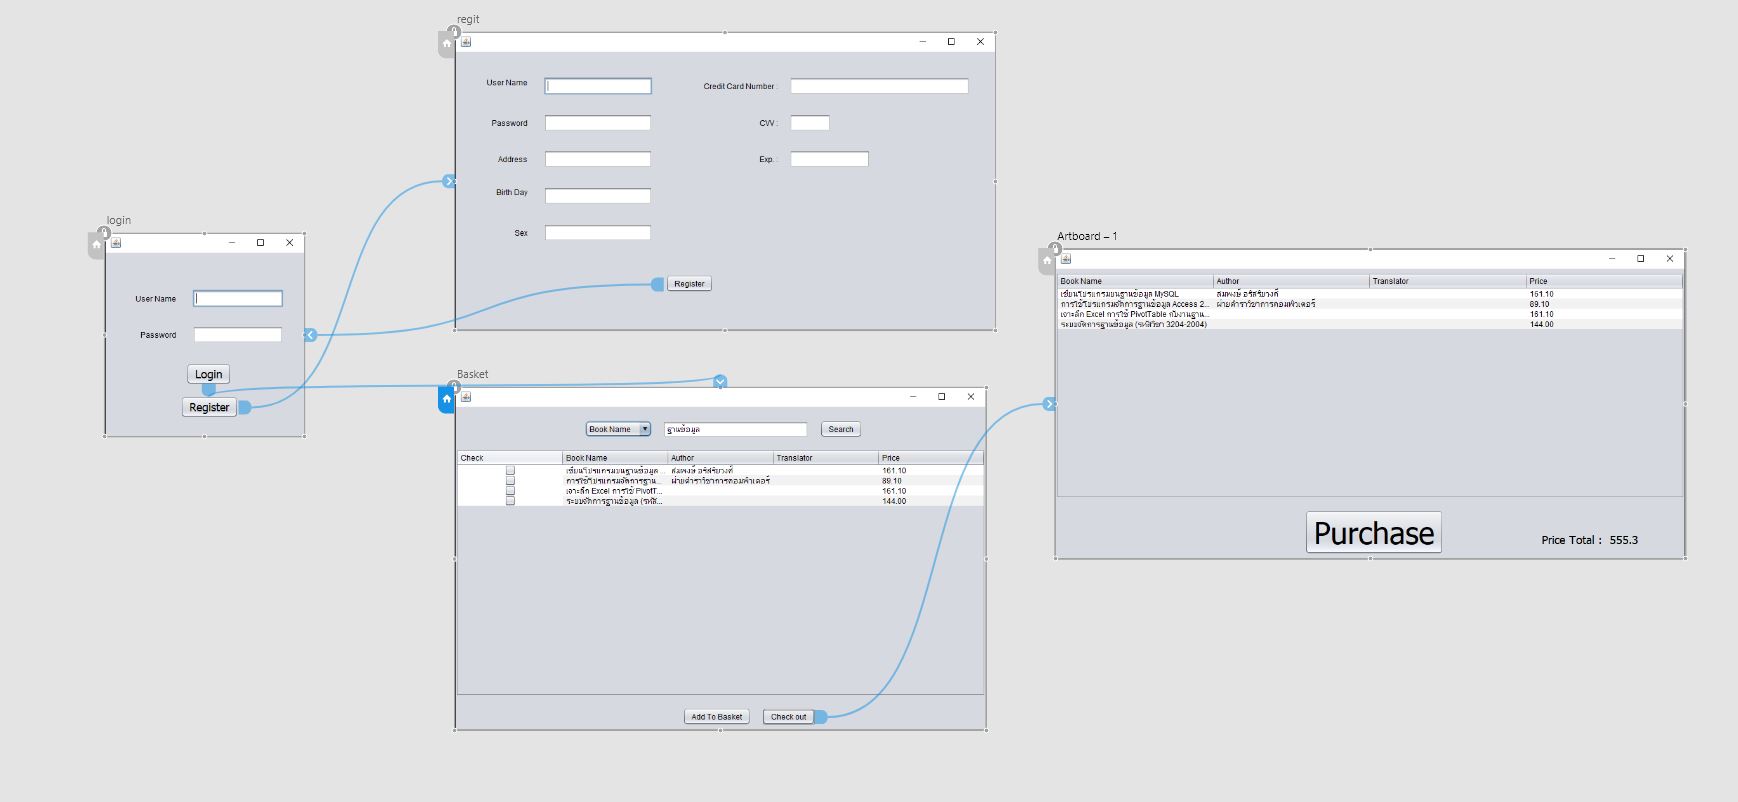 regit
User Name
Credit Card Number :
Password
CVV :
Address
Exp. :
Birth Day
Sex
Register
login
User Name
Password
Login
Register
Basket
Book Name
ฐานข้อมูล
Search
Check Book Name Author Translator Price
เขียนโปรแกรมบนฐานข้อมูล ... สมพงษ์ อริสริยวงศ์ 161.10
การใช้โปรแกรมจัดการฐาน... ฝ่ายตำราวิชาการคอมพิวเตอร์ 89.10
เจาะลึก Excel การใช้ PivotT... 161.10
ระบบจัดการฐานข้อมูล (รหัส... 144.00
Add To Basket
Check out
Artboard – 1
Book Name Author Translator Price
เขียนโปรแกรมบนฐานข้อมูล MySQL สมพงษ์ อริสริยวงศ์ 161.10
การใช้โปรแกรมจัดการฐานข้อมูล Access 2... ฝ่ายตำราวิชาการคอมพิวเตอร์ 89.10
เจาะลึก Excel การใช้ PivotTable กับงานฐาน... 161.10
ระบบจัดการฐานข้อมูล (รหัสวิชา 3204-2004) 144.00
Purchase
Price Total : 555.3